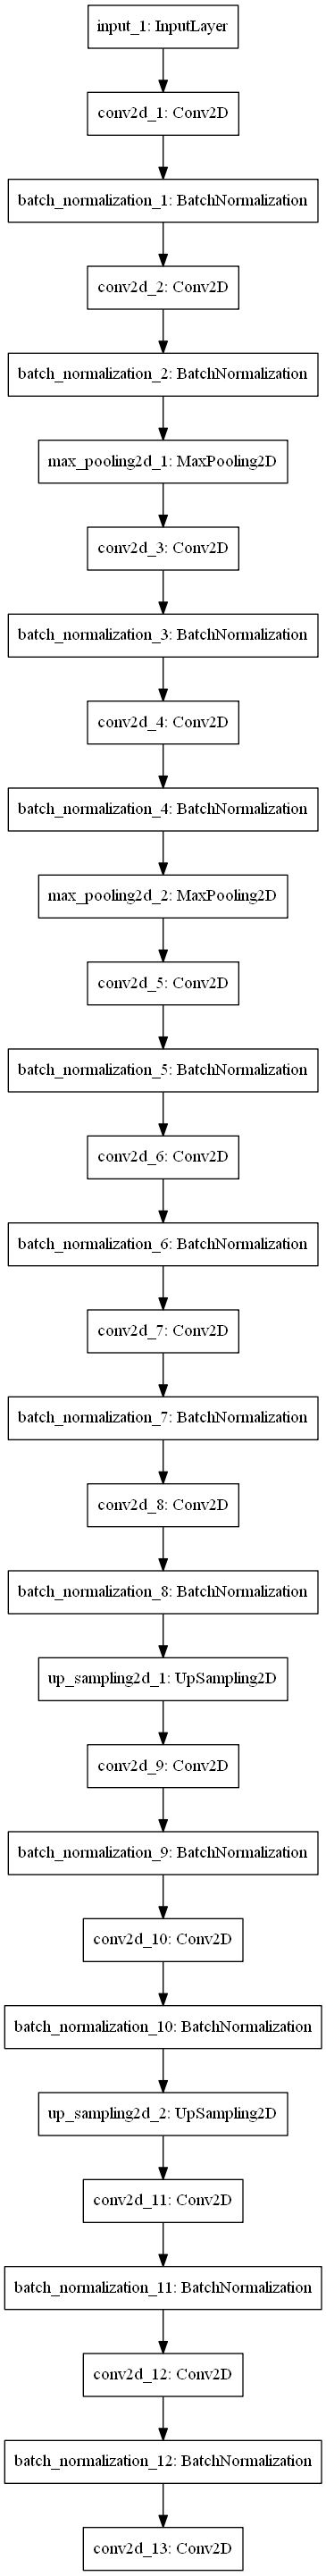 input_1: InputLayer
conv2d_1: Conv2D
batch_normalization_1: BatchNormalization
conv2d_2: Conv2D
batch_normalization_2: BatchNormalization
max_pooling2d_1: MaxPooling2D
conv2d_3: Conv2D
batch_normalization_3: BatchNormalization
conv2d_4: Conv2D
batch_normalization_4: BatchNormalization
max_pooling2d_2: MaxPooling2D
conv2d_5: Conv2D
batch_normalization_5: BatchNormalization
conv2d_6: Conv2D
batch_normalization_6: BatchNormalization
conv2d_7: Conv2D
batch_normalization_7: BatchNormalization
conv2d_8: Conv2D
batch_normalization_8: BatchNormalization
up_sampling2d_1: UpSampling2D
conv2d_9: Conv2D
batch_normalization_9: BatchNormalization
conv2d_10: Conv2D
batch_normalization_10: BatchNormalization
up_sampling2d_2: UpSampling2D
conv2d_11: Conv2D
batch_normalization_11: BatchNormalization
conv2d_12: Conv2D
batch_normalization_12: BatchNormalization
conv2d_13: Conv2D